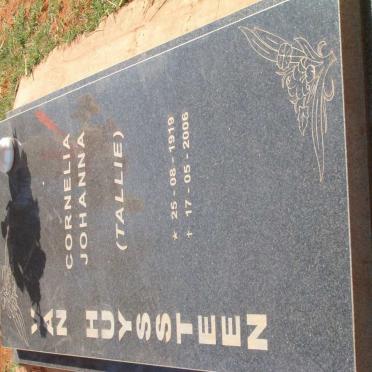 VAN HUYSSTEEN
CORNELIA
JOHANNA
(TALLIE)
★ 25 - 08 - 1919
✝ 17 - 05 - 2006